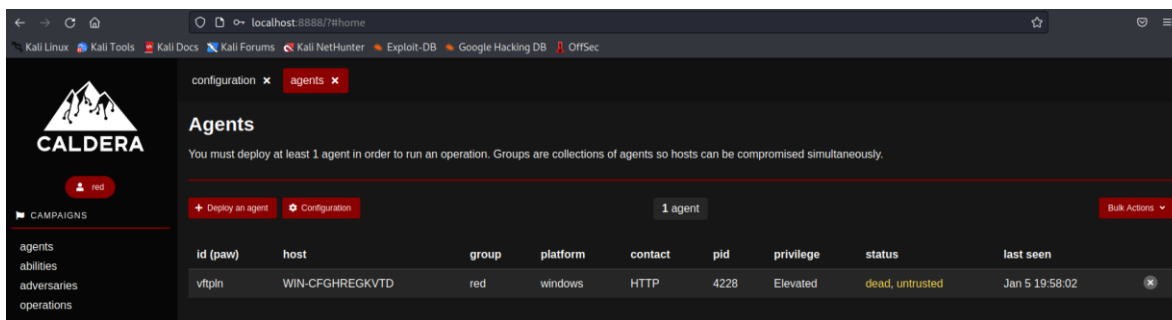 localhost:8888/?#home
Kali Linux Kali Tools Kali Docs Kali Forums Kali NetHunter Exploit-DB Google Hacking DB OffSec
configuration × agents ×
CALDERA
red
CAMPAIGNS
agents
abilities
adversaries
operations
Agents
You must deploy at least 1 agent in order to run an operation. Groups are collections of agents so hosts can be compromised simultaneously.
+ Deploy an agent Configuration 1 agent Bulk Actions
id (paw) host group platform contact pid privilege status last seen
vftpln WIN-CFGHREGKVTD red windows HTTP 4228 Elevated dead, untrusted Jan 5 19:58:02